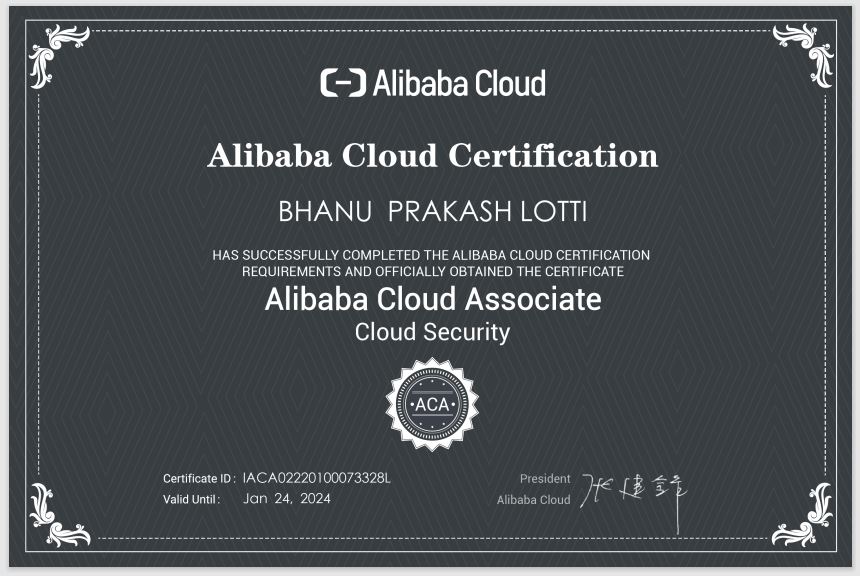 Alibaba Cloud
Alibaba Cloud Certification
BHANU PRAKASH LOTTI
HAS SUCCESSFULLY COMPLETED THE ALIBABA CLOUD CERTIFICATION
REQUIREMENTS AND OFFICIALLY OBTAINED THE CERTIFICATE
Alibaba Cloud Associate
Cloud Security
·ACA·
Certificate ID : IACA02220100073328L
Valid Until : Jan 24, 2024
President
Alibaba Cloud
张建锋